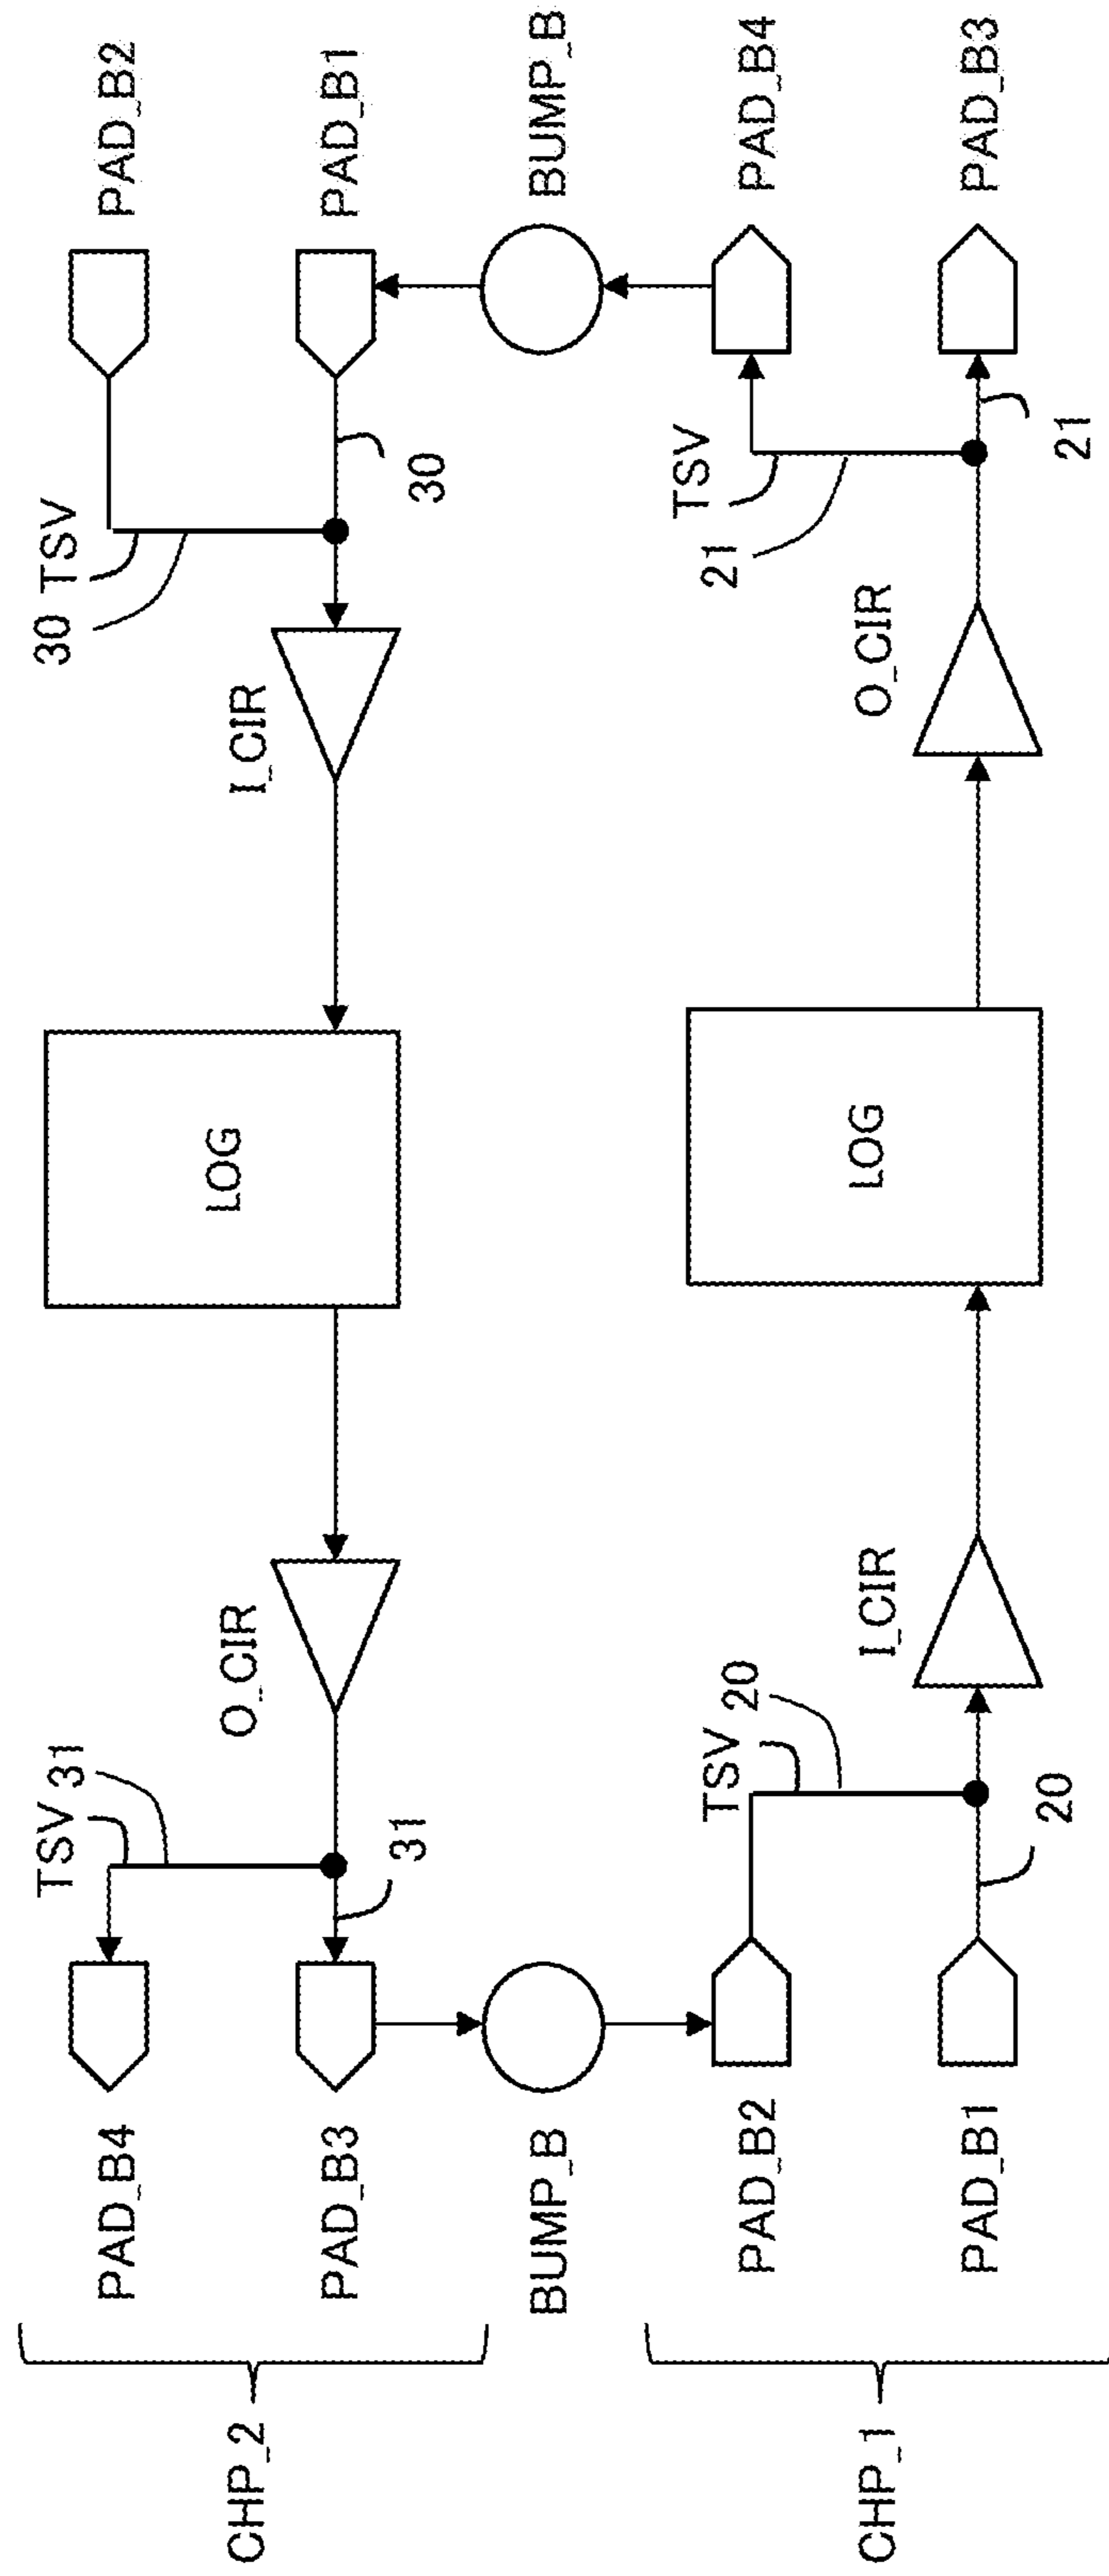 CHP_2
PAD_B4
TSV
31
O_CIR
LOG
I_CIR
30
TSV
PAD_B2
PAD_B3
31
30
PAD_B1
BUMP_B
BUMP_B
CHP_1
PAD_B2
TSV
20
I_CIR
LOG
O_CIR
21
TSV
PAD_B4
PAD_B1
20
21
PAD_B3